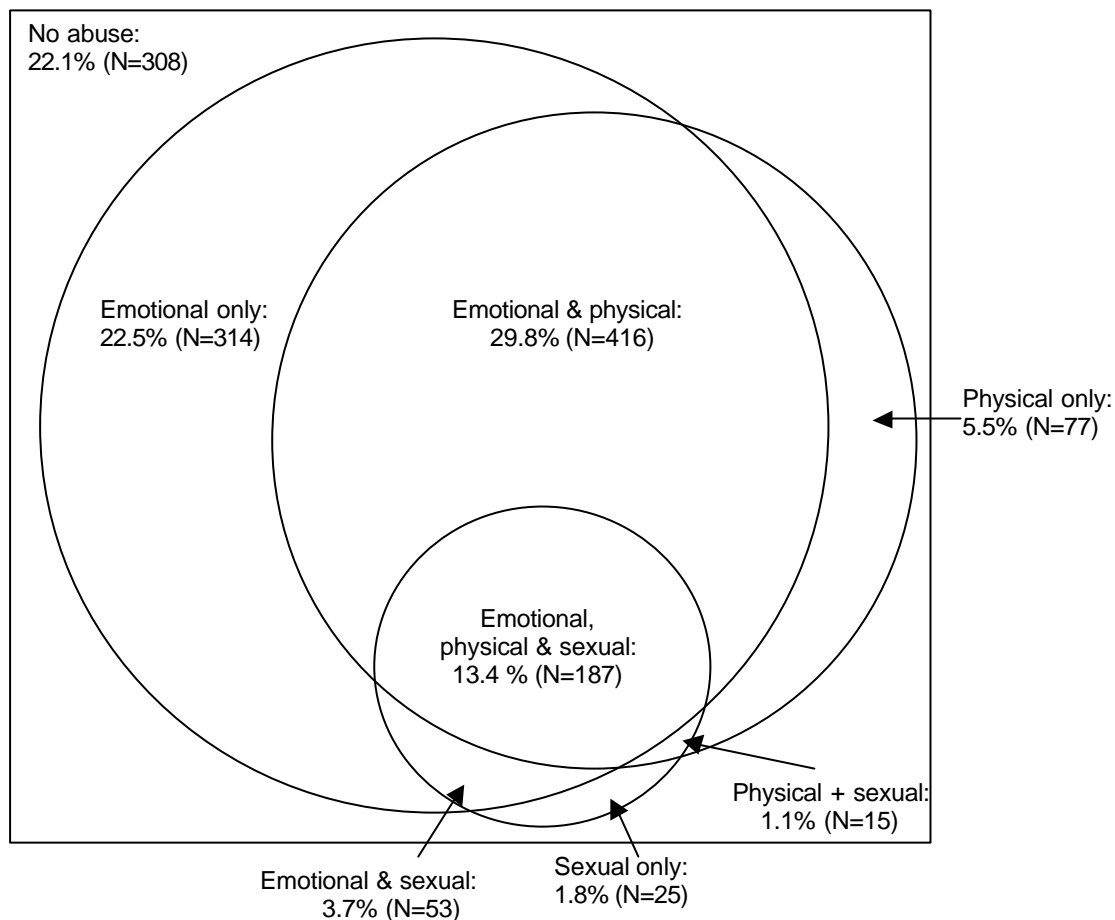 No abuse:
22.1% (N=308)
Emotional only:
22.5% (N=314)
Emotional & physical:
29.8% (N=416)
Physical only:
5.5% (N=77)
Emotional,
physical & sexual:
13.4 % (N=187)
Physical + sexual:
1.1% (N=15)
Emotional & sexual:
3.7% (N=53)
Sexual only:
1.8% (N=25)